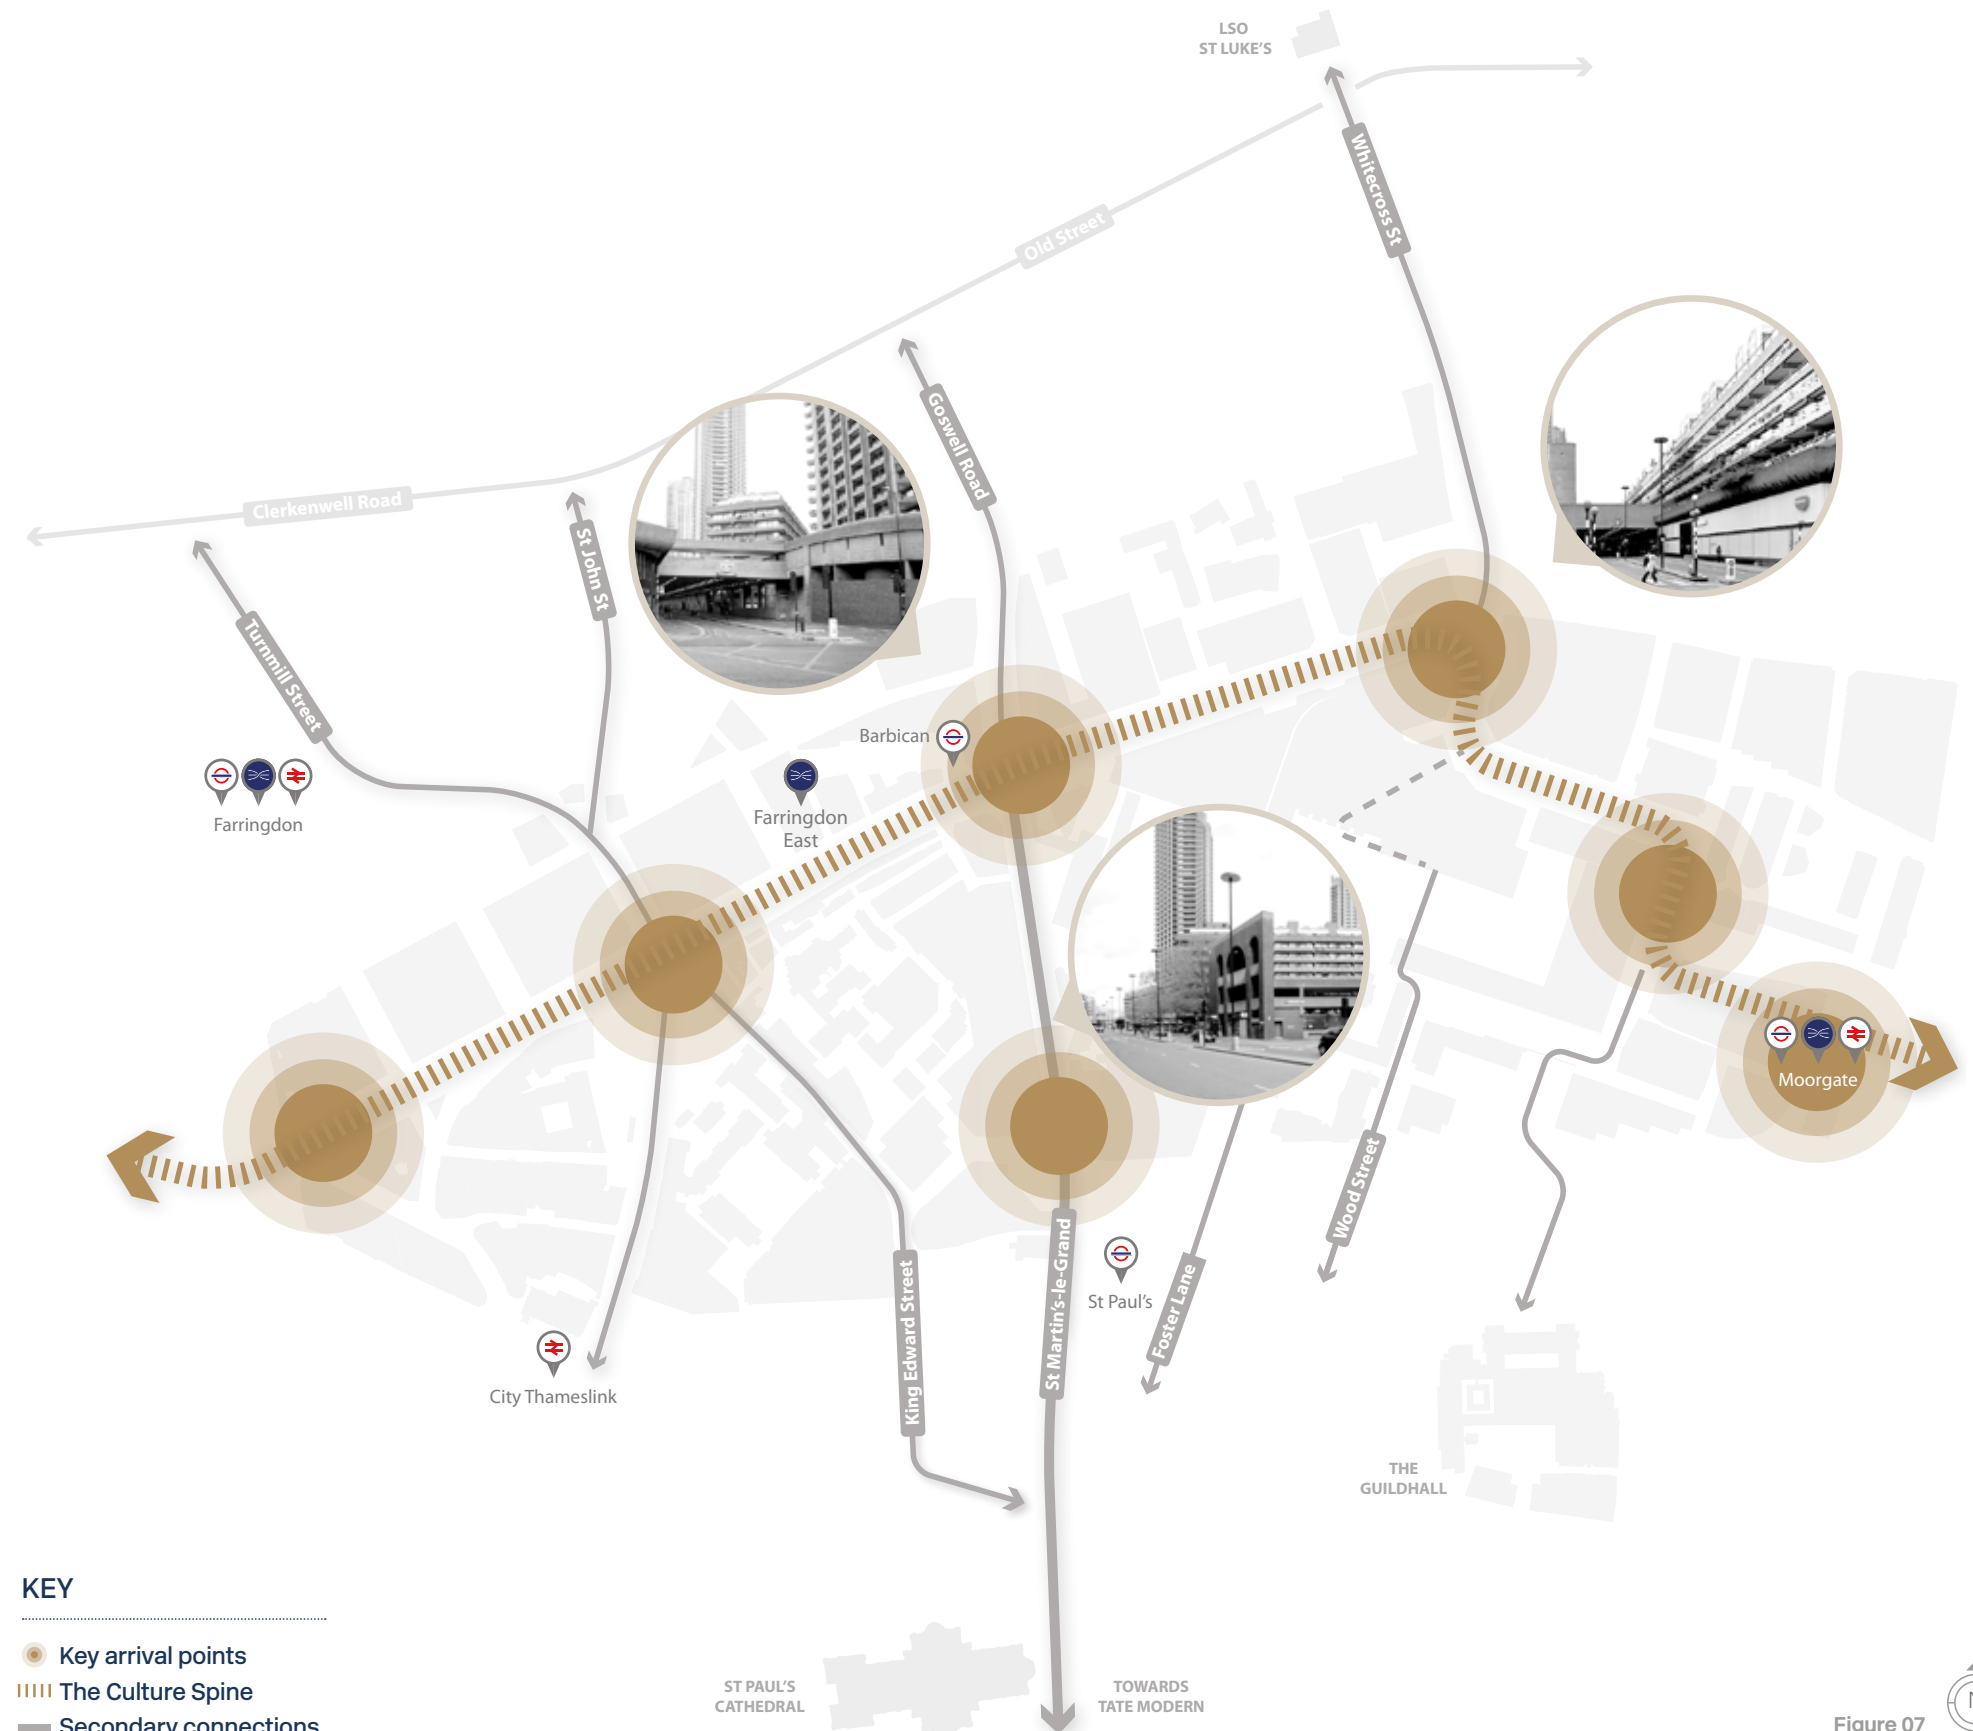 LSO
ST LUKE'S
Whitecross St
Old Street
Goswell Road
Clerkenwell Road
St John St
Turnmill Street
Barbican
Farringdon
Farringdon
East
Moorgate
Wood Street
St Martin's-le-Grand
King Edward Street
Foster Lane
St Paul's
City Thameslink
THE
GUILDHALL
KEY
Key arrival points
The Culture Spine
Secondary connections
ST PAUL'S
CATHEDRAL
TOWARDS
TATE MODERN
Figure 07
N